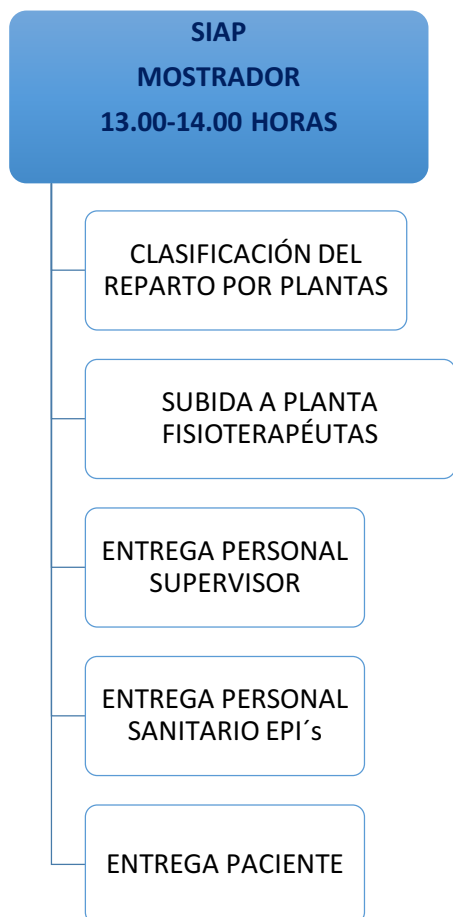 SIAP
MOSTRADOR
13.00-14.00 HORAS
CLASIFICACIÓN DEL
REPARTO POR PLANTAS
SUBIDA A PLANTA
FISIOTERAPÉUTAS
ENTREGA PERSONAL
SUPERVISOR
ENTREGA PERSONAL
SANITARIO EPI´s
ENTREGA PACIENTE